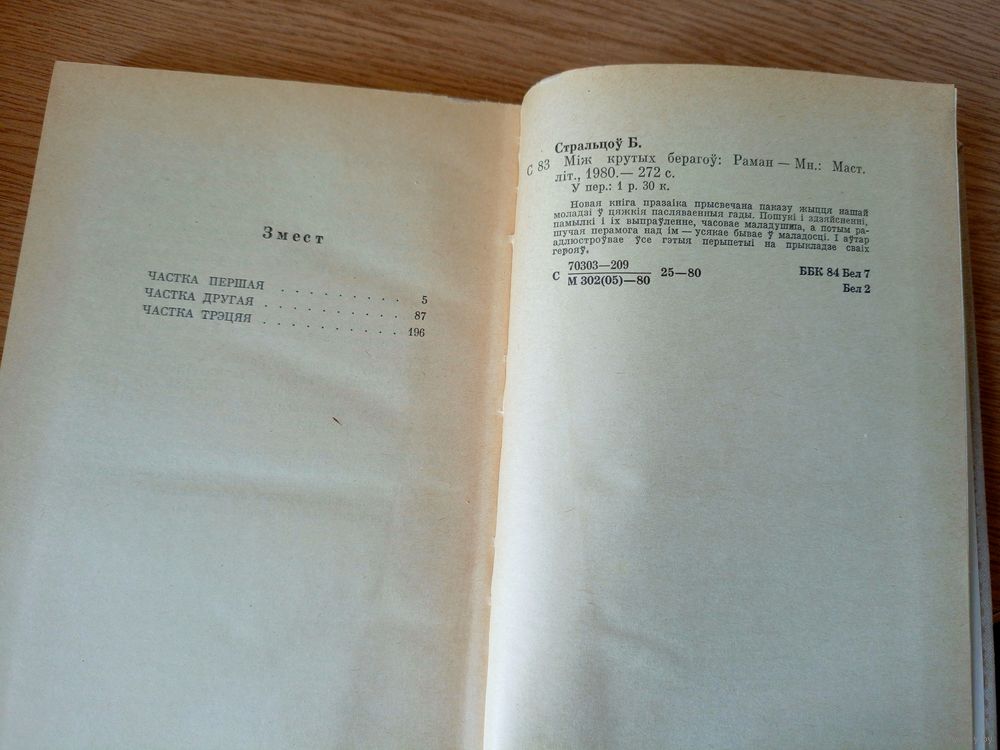 Змест
ЧАСТКА ПЕРШАЯ . . . . . . . . . 5
ЧАСТКА ДРУГАЯ . . . . . . . . . 87
ЧАСТКА ТРЭЦЯЯ . . . . . . . . . 196
Стральцоў Б.
С 83 Між крутых берагоў: Раман — Мн.: Маст.
літ., 1980.— 272 с.
У пер.: 1 р. 30 к.
Новая кніга празаіка прысвечана паказу жыцця нашай
моладзі ў цяжкія пасляваенныя гады. Пошукі і здзяйсненні,
памылкі і іх выпраўленне, часовае маладушша, а потым ра-
шучая перамога над ім — усякае бывае ў маладосці. І аўтар
адлюстроўвае ўсе гэтыя перыпетыі на прыкладзе сваіх
герояў.
С 70303—209 25—80 ББК 84 Бел 7
М 302(05)—80 Бел 2